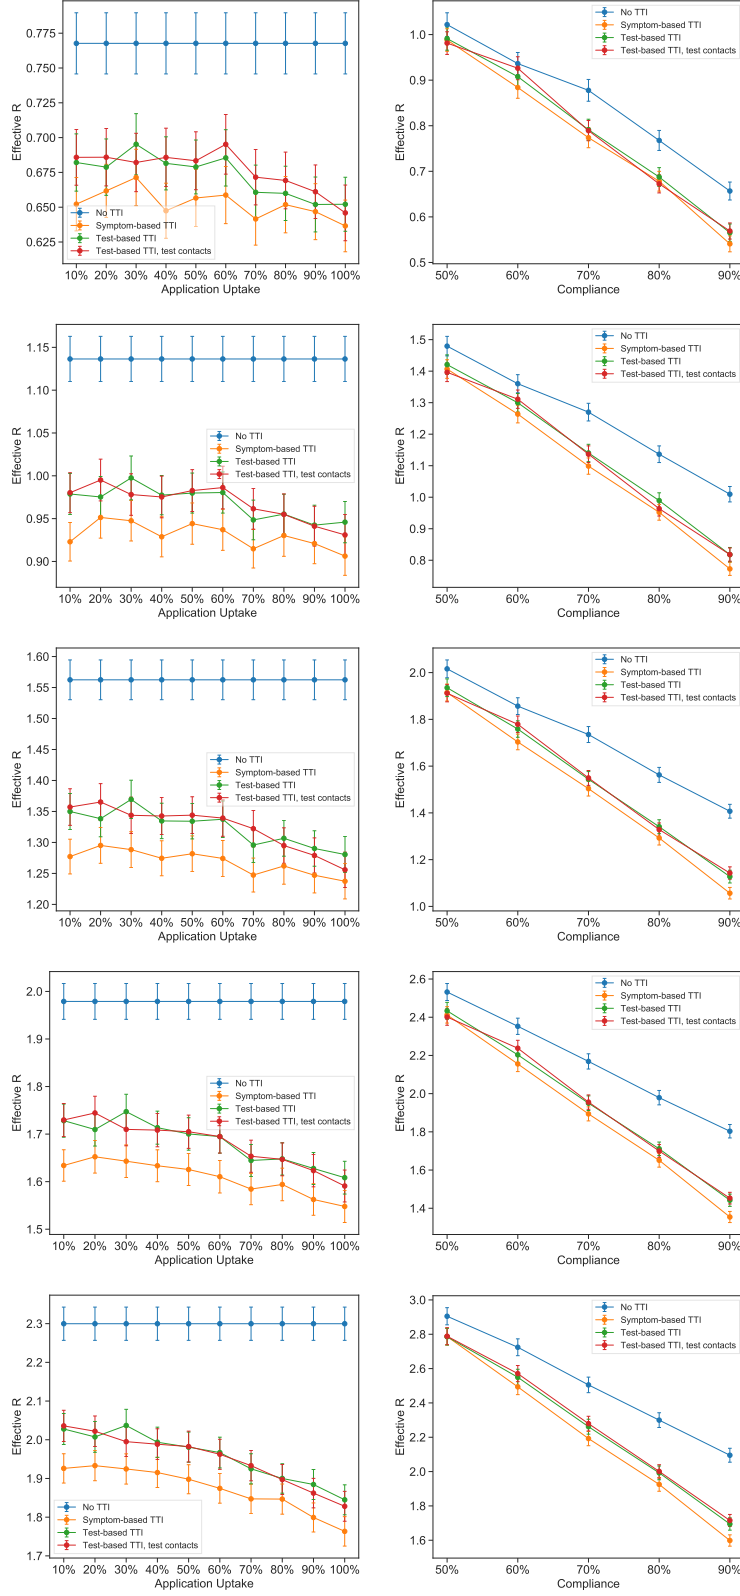 0.775
0.750
0.725
0.700
0.675
0.650
0.625
Effective R
No TTI
Symptom-based TTI
Test-based TTI
Test-based TTI, test contacts
10% 20% 30% 40% 50% 60% 70% 80% 90% 100%
Application Uptake
1.0
0.9
0.8
0.7
0.6
0.5
Effective R
No TTI
Symptom-based TTI
Test-based TTI
Test-based TTI, test contacts
50% 60% 70% 80% 90%
Compliance
1.15
1.10
1.05
1.00
0.95
0.90
Effective R
No TTI
Symptom-based TTI
Test-based TTI
Test-based TTI, test contacts
10% 20% 30% 40% 50% 60% 70% 80% 90% 100%
Application Uptake
1.5
1.4
1.3
1.2
1.1
1.0
0.9
0.8
Effective R
No TTI
Symptom-based TTI
Test-based TTI
Test-based TTI, test contacts
50% 60% 70% 80% 90%
Compliance
1.60
1.55
1.50
1.45
1.40
1.35
1.30
1.25
1.20
Effective R
No TTI
Symptom-based TTI
Test-based TTI
Test-based TTI, test contacts
10% 20% 30% 40% 50% 60% 70% 80% 90% 100%
Application Uptake
2.0
1.8
1.6
1.4
1.2
1.0
Effective R
No TTI
Symptom-based TTI
Test-based TTI
Test-based TTI, test contacts
50% 60% 70% 80% 90%
Compliance
2.0
1.9
1.8
1.7
1.6
1.5
Effective R
No TTI
Symptom-based TTI
Test-based TTI
Test-based TTI, test contacts
10% 20% 30% 40% 50% 60% 70% 80% 90% 100%
Application Uptake
2.6
2.4
2.2
2.0
1.8
1.6
1.4
Effective R
No TTI
Symptom-based TTI
Test-based TTI
Test-based TTI, test contacts
50% 60% 70% 80% 90%
Compliance
2.3
2.2
2.1
2.0
1.9
1.8
1.7
Effective R
No TTI
Symptom-based TTI
Test-based TTI
Test-based TTI, test contacts
10% 20% 30% 40% 50% 60% 70% 80% 90% 100%
Application Uptake
3.0
2.8
2.6
2.4
2.2
2.0
1.8
1.6
Effective R
No TTI
Symptom-based TTI
Test-based TTI
Test-based TTI, test contacts
50% 60% 70% 80% 90%
Compliance